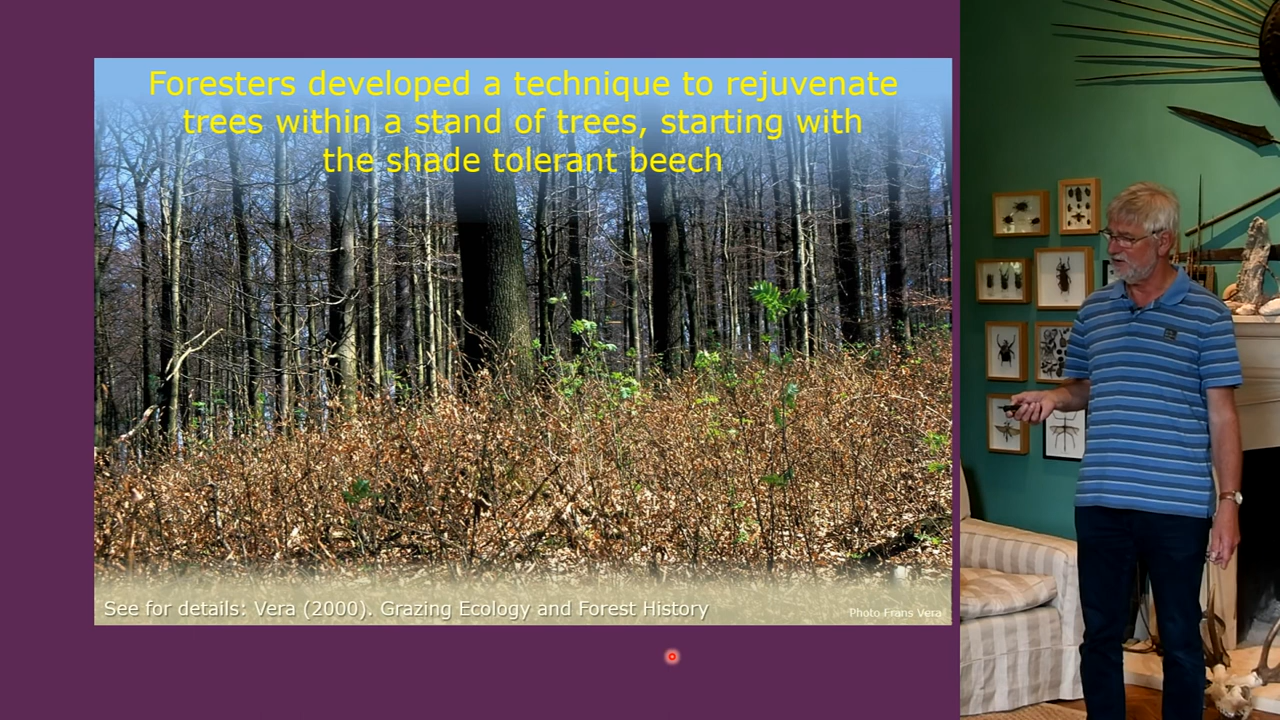 Foresters developed a technique to rejuvenate
trees within a stand of trees, starting with
the shade tolerant beech
See for details: Vera (2000). Grazing Ecology and Forest History
Photo Frans Vera